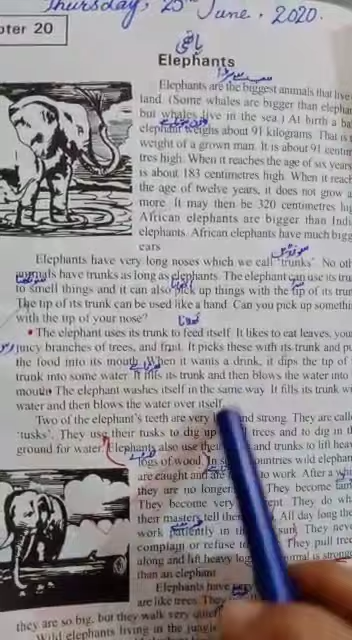 Thursday, 25 June, 2020.
pter 20
ہاتھی
Elephants
Elephants are the biggest animals that live
land. (Some whales are bigger than elepha
but whales live in the sea.) At birth a ba
elephant weighs about 91 kilograms. That is
weight of a grown man. It is about 91 centim
tres high. When it reaches the age of six years
is about 183 centimetres high. When it reach
the age of twelve years, it does not grow a
more. It may then be 320 centimetres hig
African elephants are bigger than Indi
elephants. African elephants have much bigg
ears
Elephants have very long noses which we call 'trunks'. No oth
animals have trunks as long as elephants. The elephant can use its tru
to smell things and it can also pick up things with the tip of its trun
The tip of its trunk can be used like a hand. Can you pick up somethi
with the tip of your nose?
The elephant uses its trunk to feed itself. It likes to eat leaves, you
juicy branches of trees, and fruit. It picks these with its trunk and pu
the food into its mouth. When it wants a drink, it dips the tip of
trunk into some water. It fills its trunk and then blows the water into
mouth. The elephant washes itself in the same way. It fills its trunk wi
water and then blows the water over itself.
Two of the elephant's teeth are very and strong. They are calle
'tusks'. They use their tusks to dig up trees and to dig in th
ground for water. Elephants also use their and trunks to lift heav
logs of wood. In countries wild elephan
are caught and to work. After a whi
they are no longer They become tam
They become very They do wh
their masters tell them All day long the
work patiently in the sun. They neve
complain or refuse to They pull tree
along and lift heavy log is stronge
than an elephant
Elephants have
are like trees. They
they are so big, but they walk very quiet
Wild elephants living in the jungle